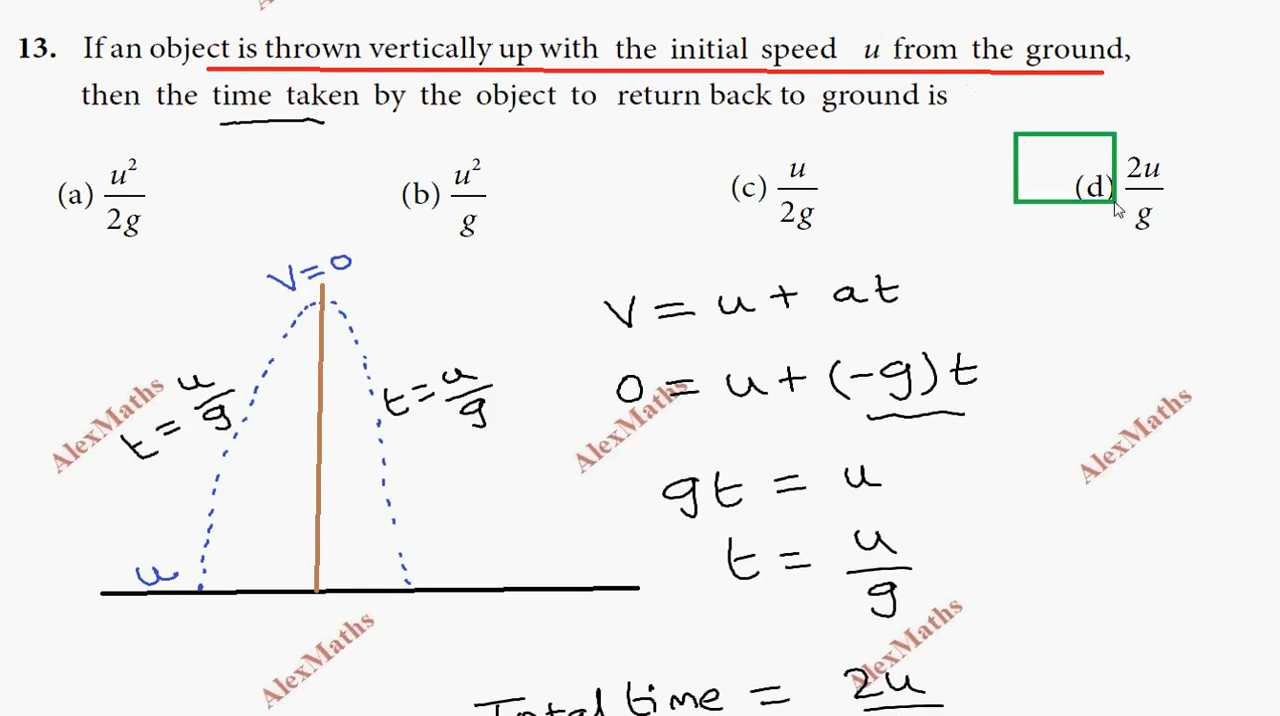 13. If an object is thrown vertically up with the initial speed u from the ground,
then the time taken by the object to return back to ground is
(a) u²/2g (b) u²/g (c) u/2g (d) 2u/g
V=0
V = u + at
t = u/g
t = u/g
0 = u + (-g)t
AlexMaths
AlexMaths
AlexMaths
gt = u
t = u/g
u
AlexMaths
AlexMaths
Total time = 2u